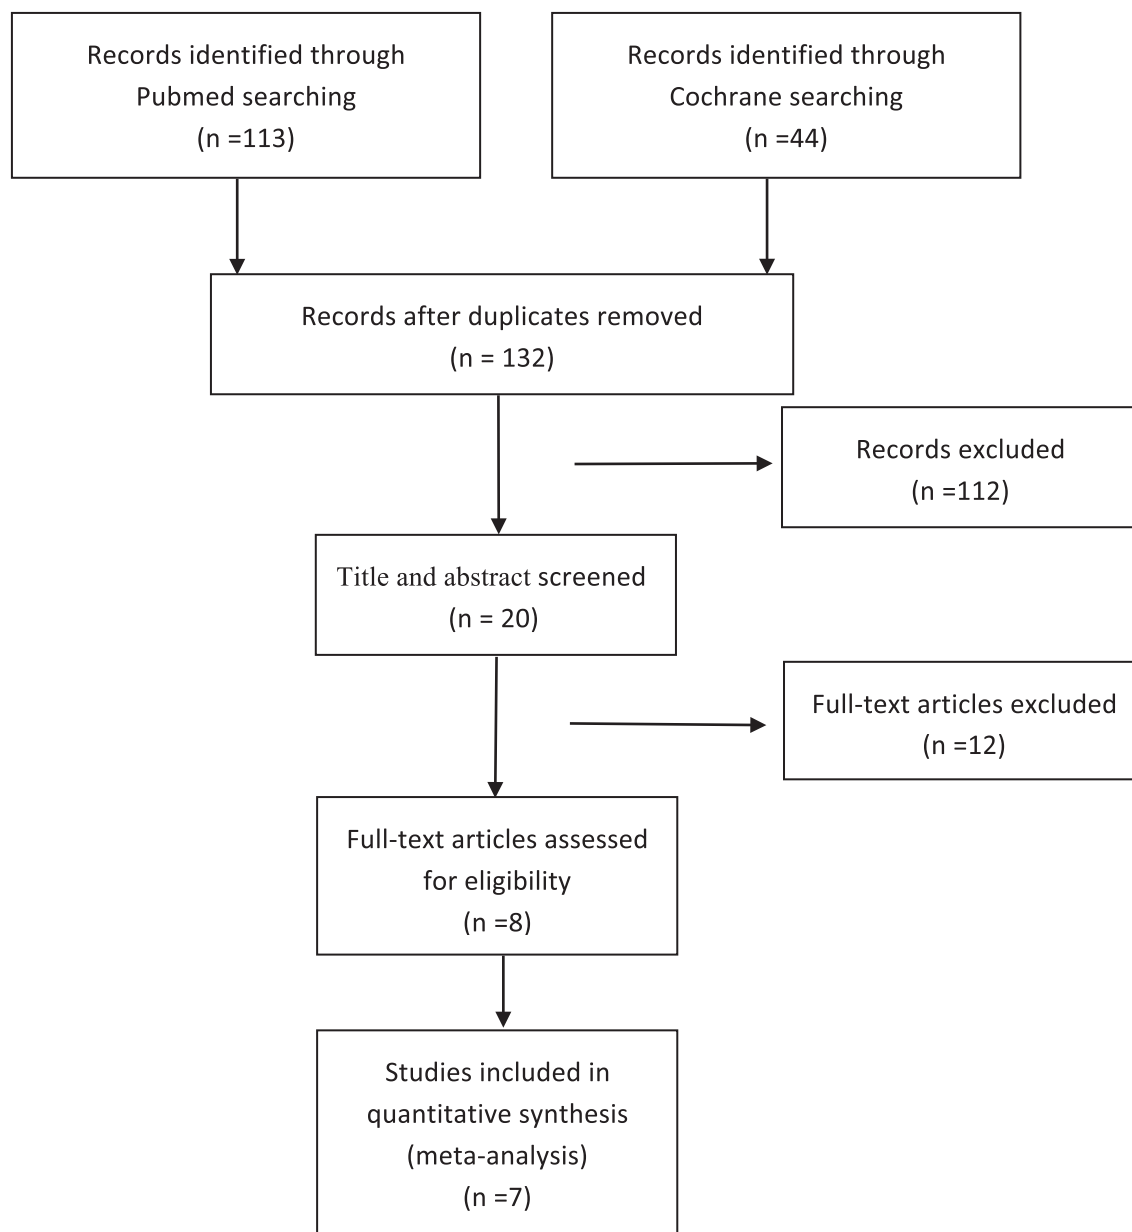 Records identified through
Pubmed searching
(n =113)
Records identified through
Cochrane searching
(n =44)
Records after duplicates removed
(n = 132)
Records excluded
(n =112)
Title and abstract screened
(n = 20)
Full-text articles excluded
(n =12)
Full-text articles assessed
for eligibility
(n =8)
Studies included in
quantitative synthesis
(meta-analysis)
(n =7)